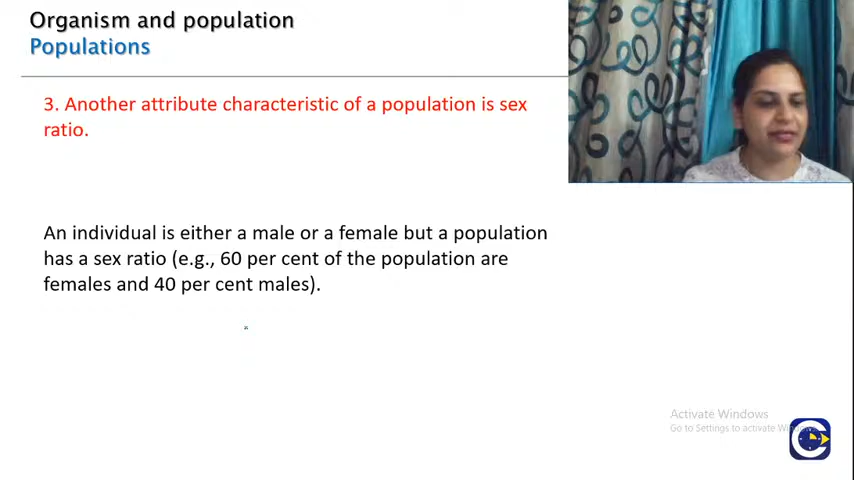 Organism and population
Populations
3. Another attribute characteristic of a population is sex
ratio.
An individual is either a male or a female but a population
has a sex ratio (e.g., 60 per cent of the population are
females and 40 per cent males).
Activate Windows
Go to Settings to activate